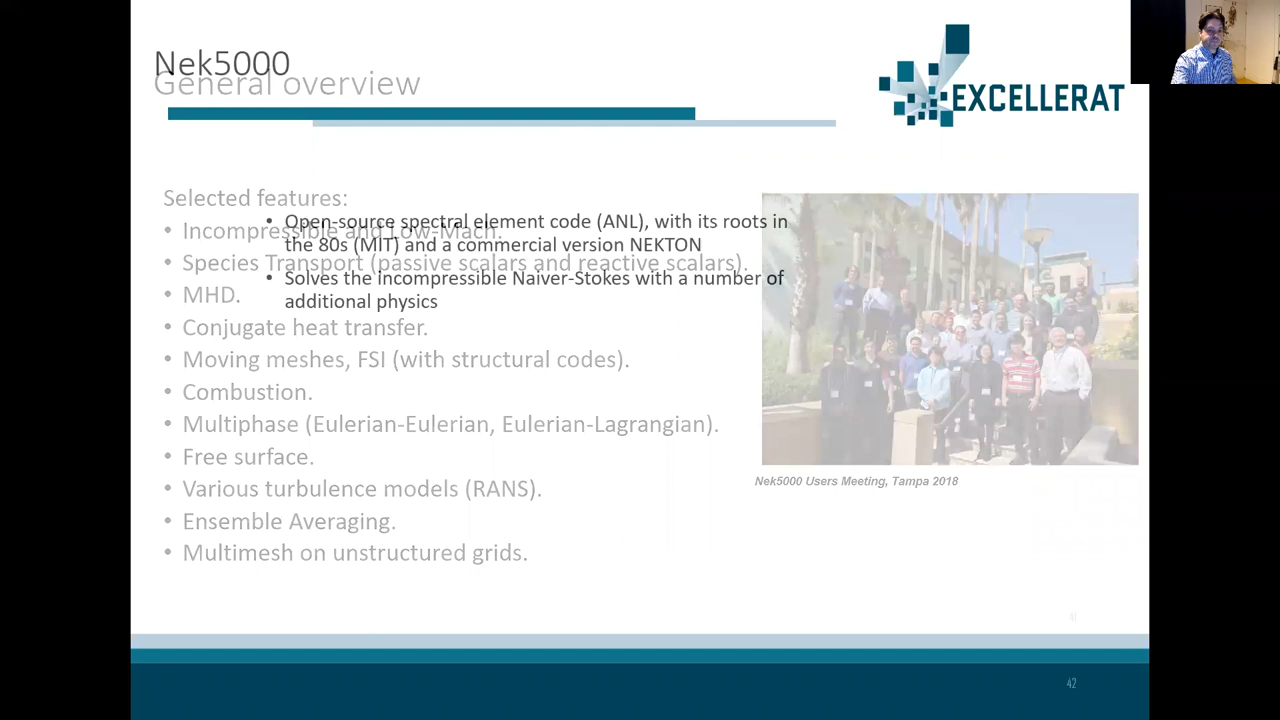 Nek5000
General overview
EXCELLERAT
Selected features:
• Open-source spectral element code (ANL), with its roots in
• Incompressible and Low-Mach.
the 80s (MIT) and a commercial version NEKTON
• Species Transport (passive scalars and reactive scalars).
• Solves the incompressible Naiver-Stokes with a number of
• MHD.
additional physics
• Conjugate heat transfer.
• Moving meshes, FSI (with structural codes).
• Combustion.
• Multiphase (Eulerian-Eulerian, Eulerian-Lagrangian).
• Free surface.
Nek5000 Users Meeting, Tampa 2018
• Various turbulence models (RANS).
• Ensemble Averaging.
• Multimesh on unstructured grids.
41
42